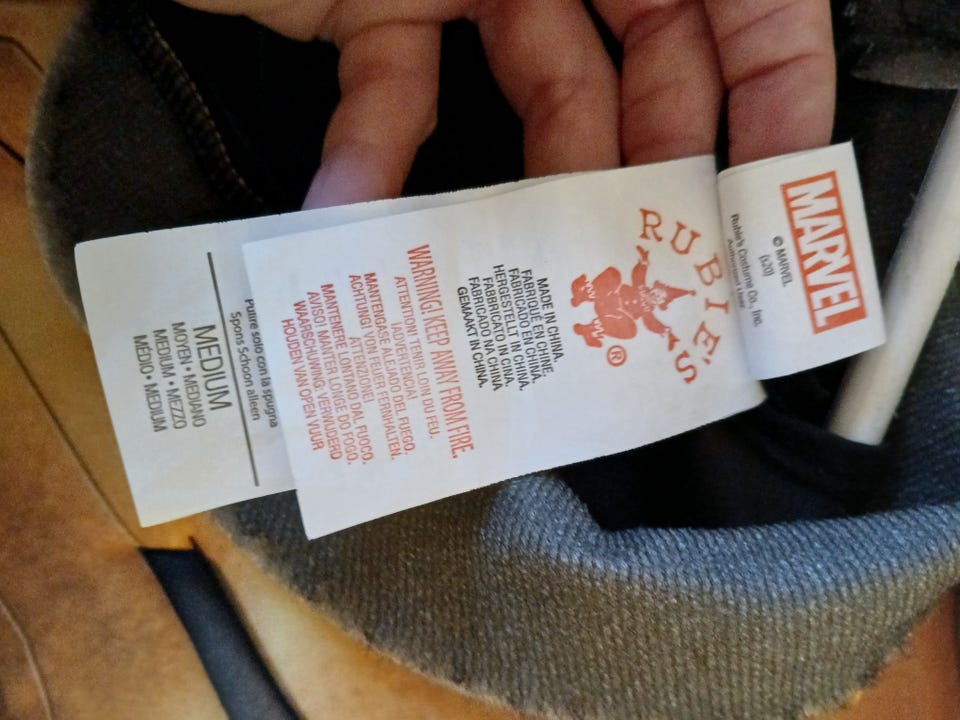 MARVEL
© MARVEL
(s20)
Rubie's Costume Co., Inc.
Authorized User
RUBIE'S
®
MADE IN CHINA.
FABRIQUÉ EN CHINE.
FABRICADO EN CHINA.
HERGESTELLT IN CHINA.
FABBRICATO IN CINA.
FABRICADO NA CHINA
GEMAAKT IN CHINA.
WARNING! KEEP AWAY FROM FIRE.
ATTENTION! TENIR LOIN DU FEU.
¡ADVERTENCIA!
MANTENGASE ALEJADO DEL FUEGO.
ACHTUNG! VON FEUER FERNHALTEN.
ATTENZIONE!
MANTENERE LONTANO DAL FUOCO.
AVISO! MANTER LONGE DO FOGO.
WAARSCHUWING, VERWIJDERD
HOUDEN VAN OPEN VUUR
Pulire solo con la spugna
Spons Schoon alleen
MEDIUM
MOYEN • MEDIANO
MEDIUM • MEZZO
MÉDIO • MEDIUM